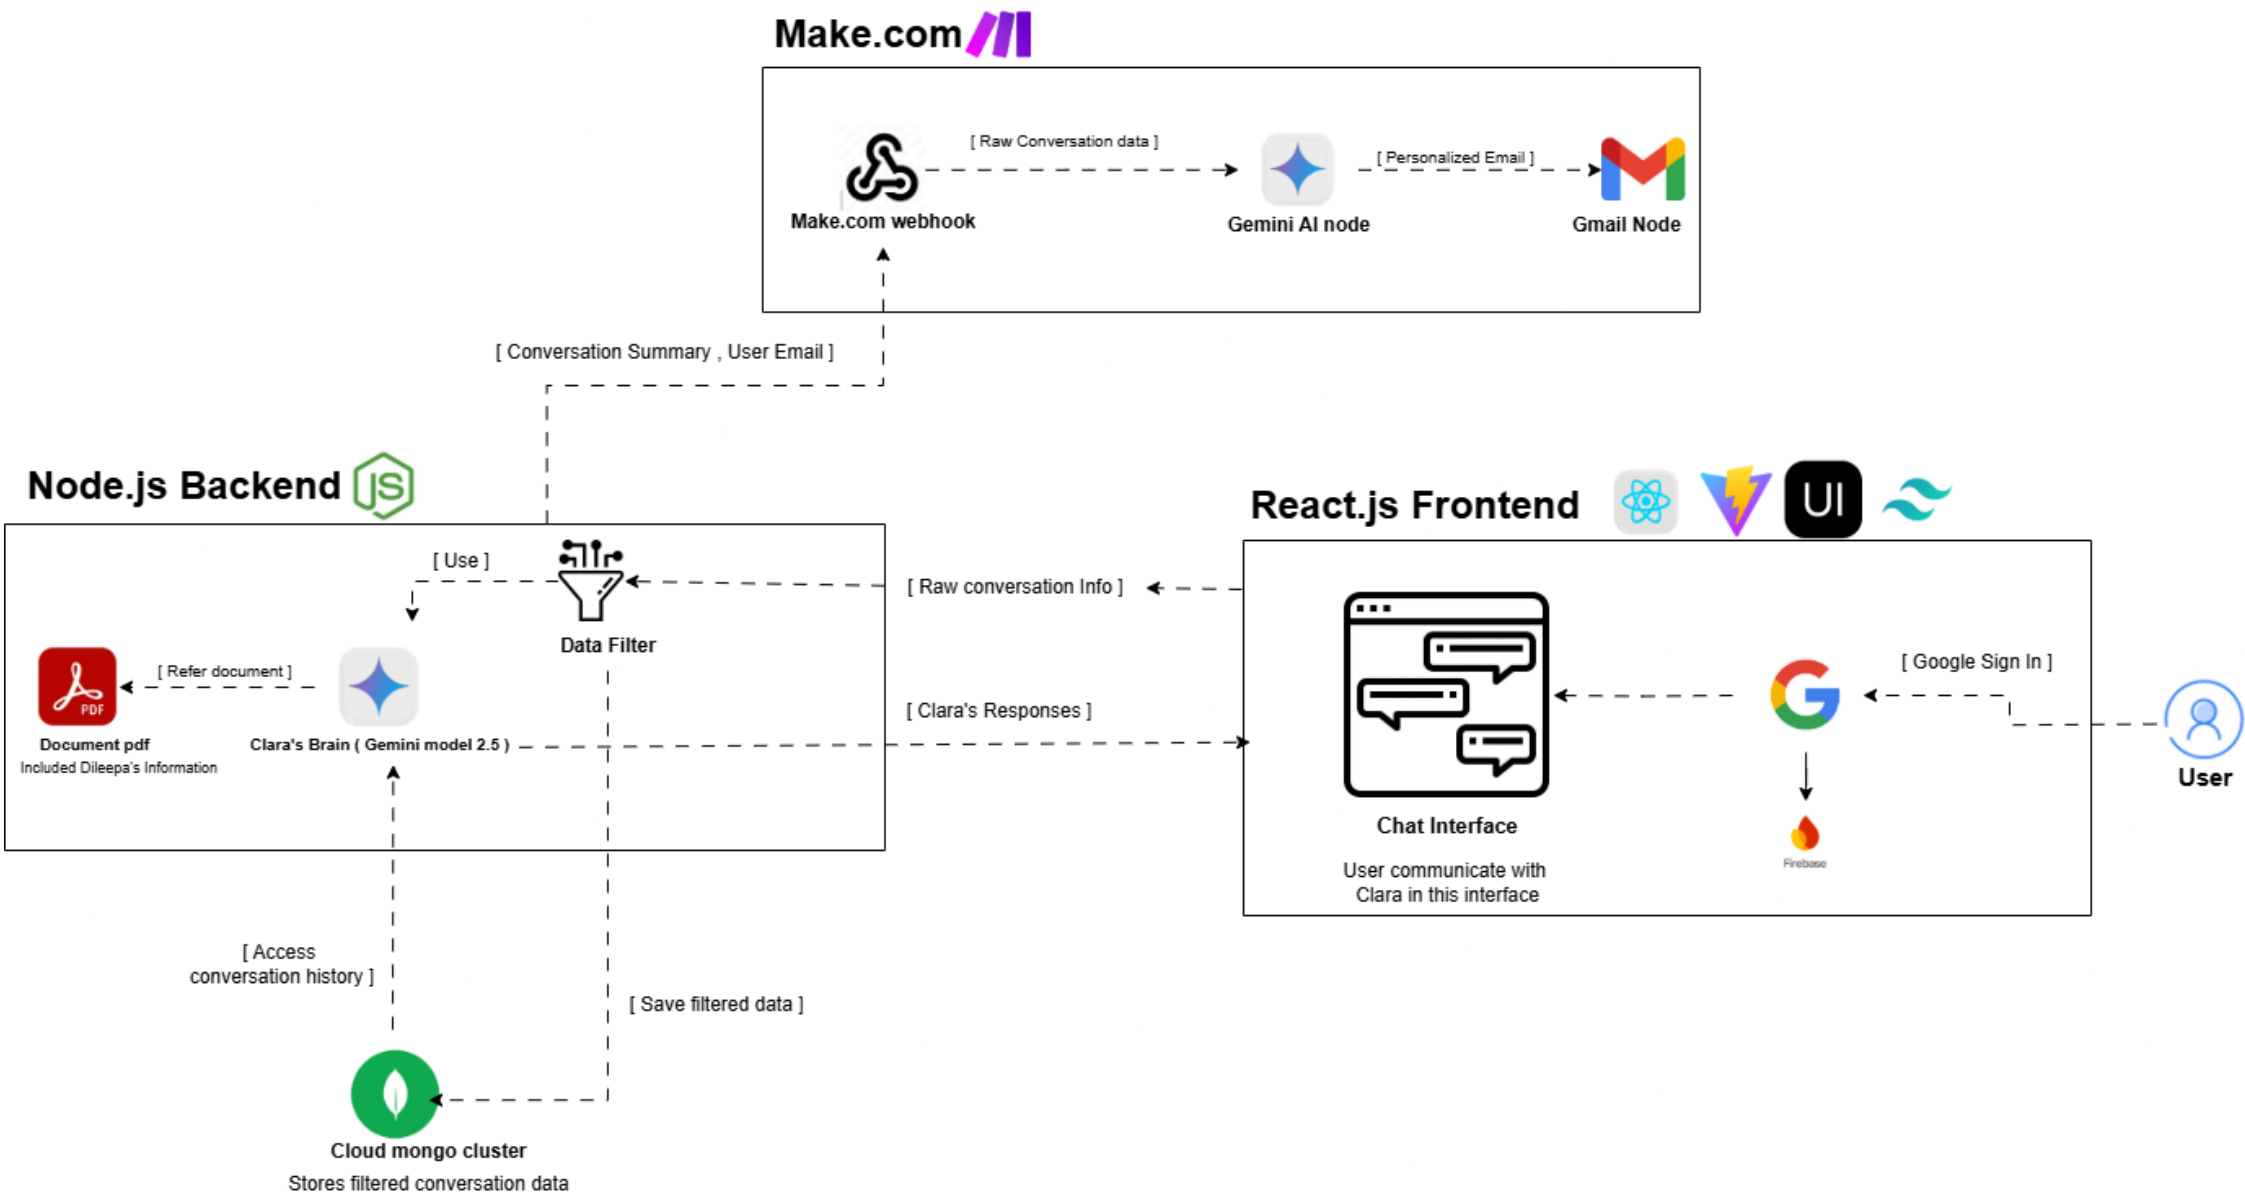 Make.com
[ Raw Conversation data ]
[ Personalized Email ]
Make.com webhook
Gemini AI node
Gmail Node
[ Conversation Summary , User Email ]
Node.js Backend
JS
[ Use ]
Data Filter
[ Refer document ]
PDF
Document pdf
Included Dileepa's Information
Clara's Brain ( Gemini model 2.5 )
[ Raw conversation Info ]
[ Clara's Responses ]
React.js Frontend
UI
[ Google Sign In ]
User
Chat Interface
User communicate with
Clara in this interface
Firebase
[ Access
conversation history ]
[ Save filtered data ]
Cloud mongo cluster
Stores filtered conversation data